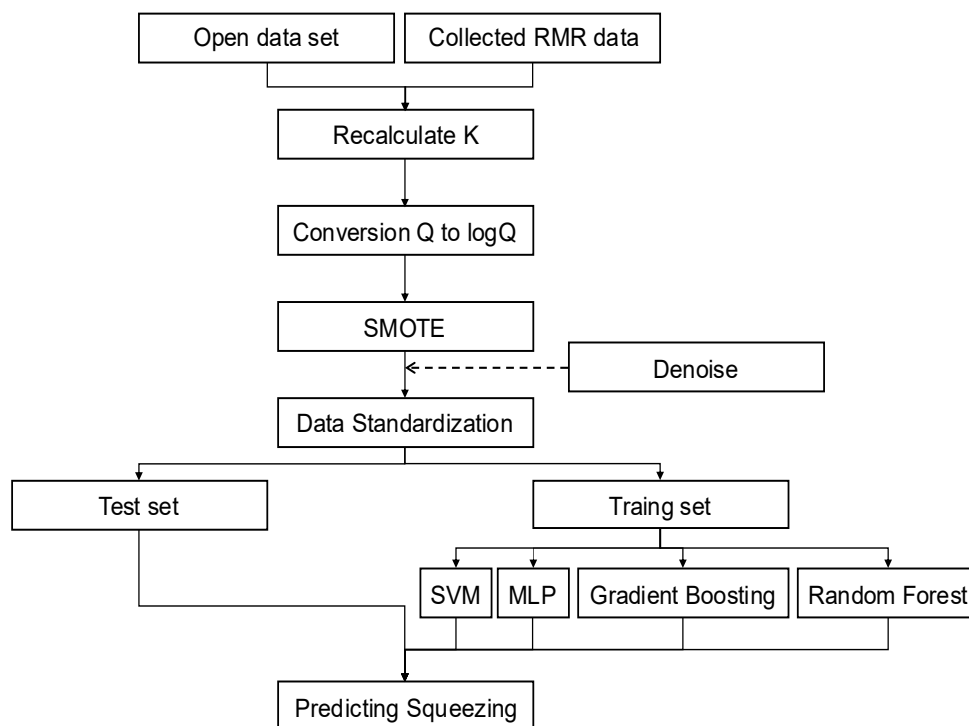 Open data set
Collected RMR data
Recalculate K
Conversion Q to logQ
SMOTE
Denoise
Data Standardization
Test set
Traing set
SVM
MLP
Gradient Boosting
Random Forest
Predicting Squeezing